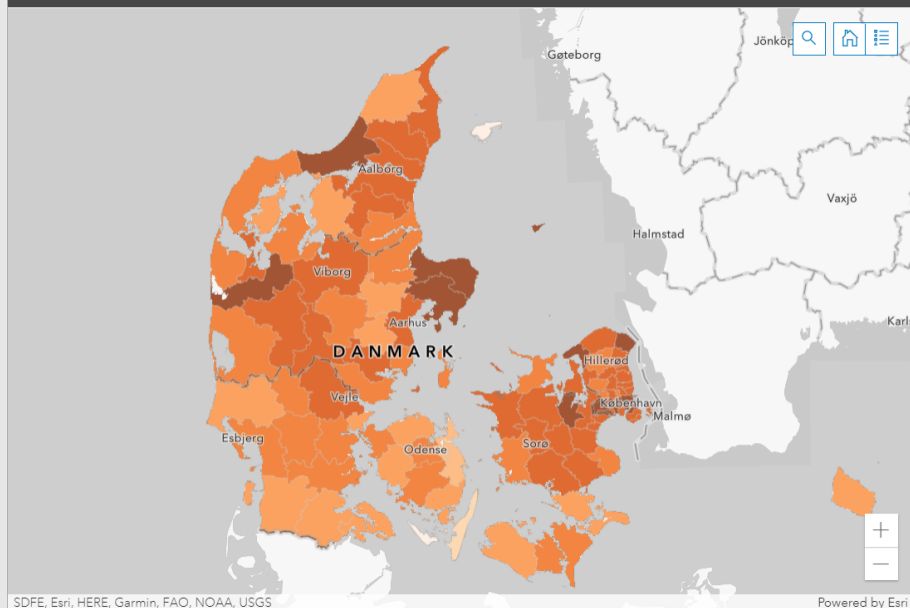 Gøteborg
Jönköp
Aalborg
Vaxjö
Halmstad
Viborg
Aarhus
Karl
DANMARK
Hillerød
Vejle
København
Malmø
Esbjerg
Sorø
Odense
+
−
SDFE, Esri, HERE, Garmin, FAO, NOAA, USGS
Powered by Esri